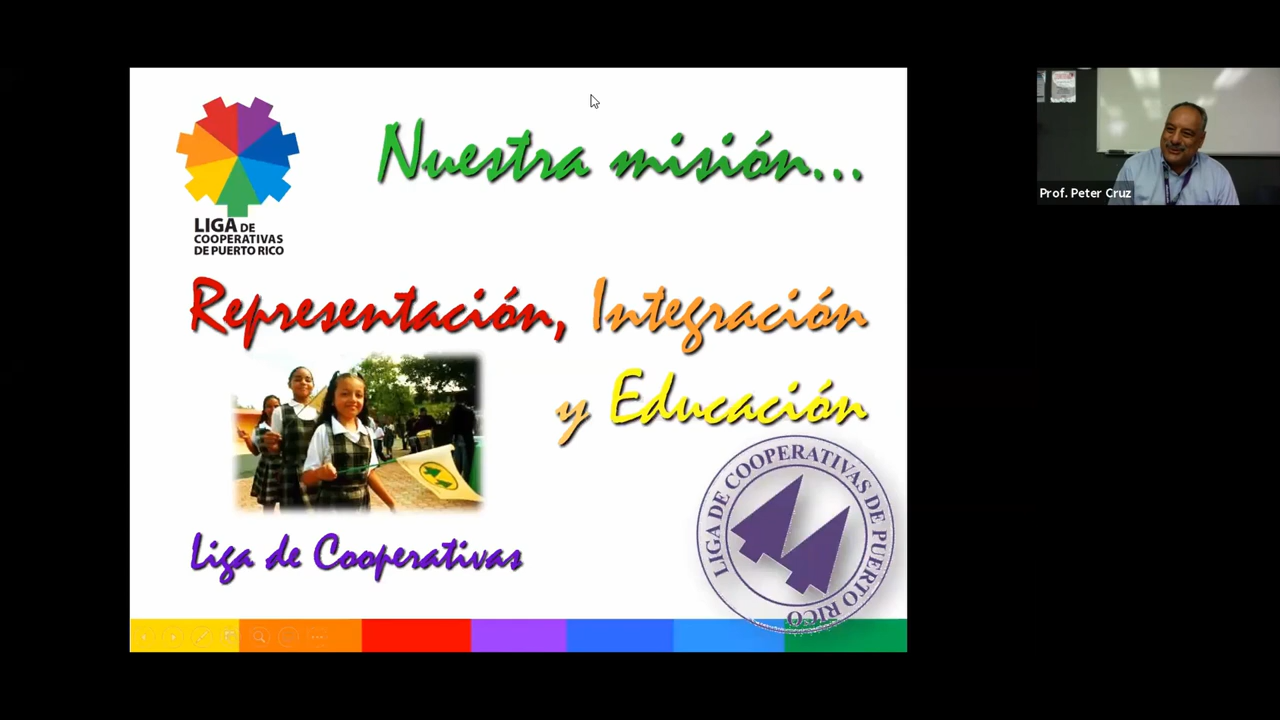 Nuestra misión...
LIGA DE
COOPERATIVAS
DE PUERTO RICO
Representación, Integración
y Educación
Liga de Cooperativas
LIGA DE COOPERATIVAS DE PUERTO RICO
Prof. Peter Cruz